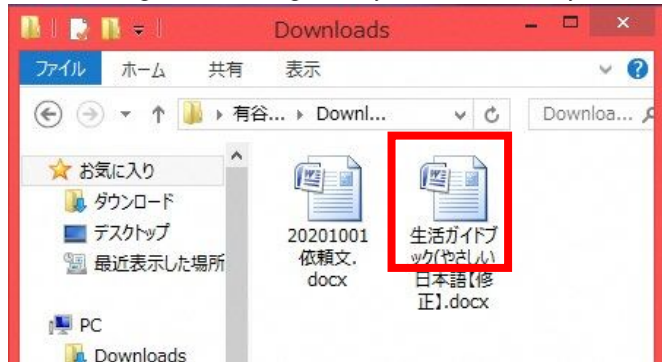 Downloads
ファイル ホーム 共有 表示
有谷... Downl... Downloa...
お気に入り
ダウンロード
デスクトップ
最近表示した場所
PC
Downloads
20201001
依頼文.
docx
生活ガイドブ
ック(やさしい
日本語【修
正】.docx